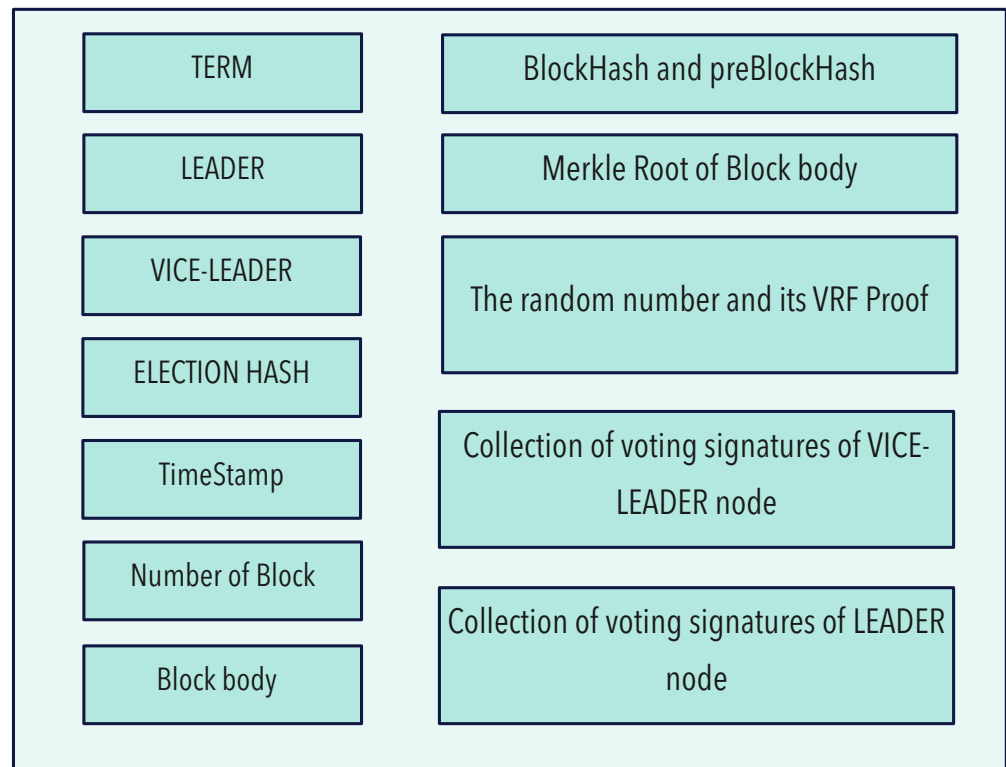 TERM
LEADER
VICE-LEADER
ELECTION HASH
TimeStamp
Number of Block
Block body
BlockHash and preBlockHash
Merkle Root of Block body
The random number and its VRF Proof
Collection of voting signatures of VICE-
LEADER node
Collection of voting signatures of LEADER
node